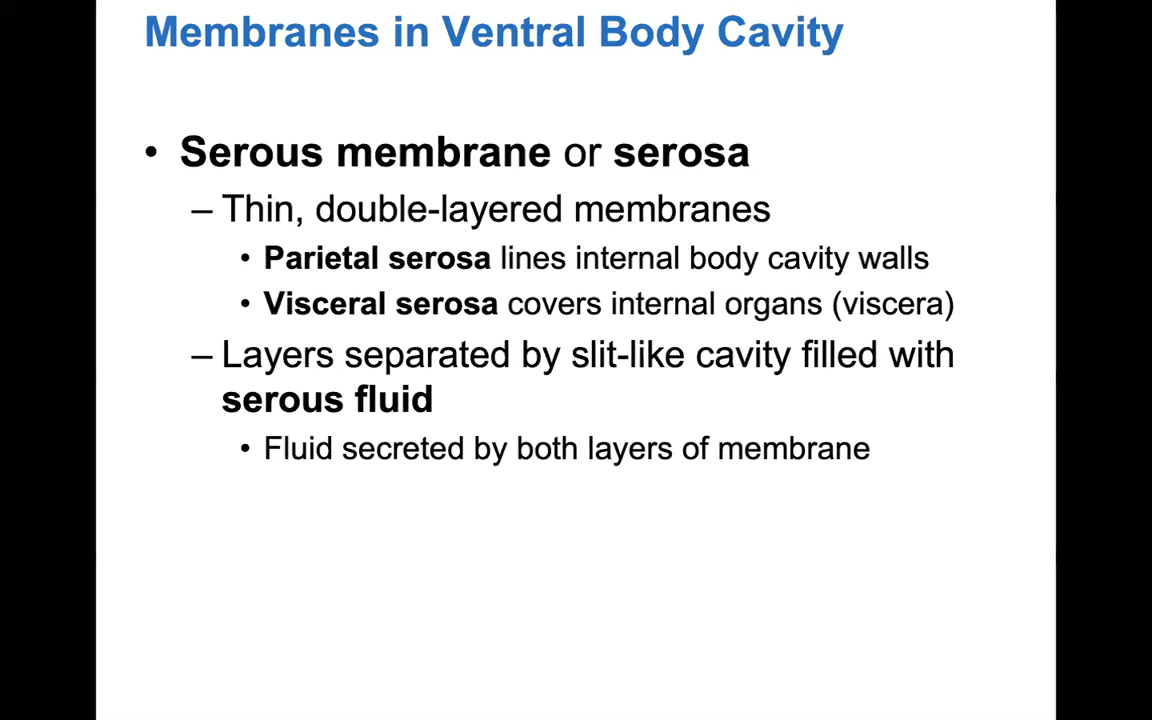 Membranes in Ventral Body Cavity
• Serous membrane or serosa
– Thin, double-layered membranes
• Parietal serosa lines internal body cavity walls
• Visceral serosa covers internal organs (viscera)
– Layers separated by slit-like cavity filled with
serous fluid
• Fluid secreted by both layers of membrane